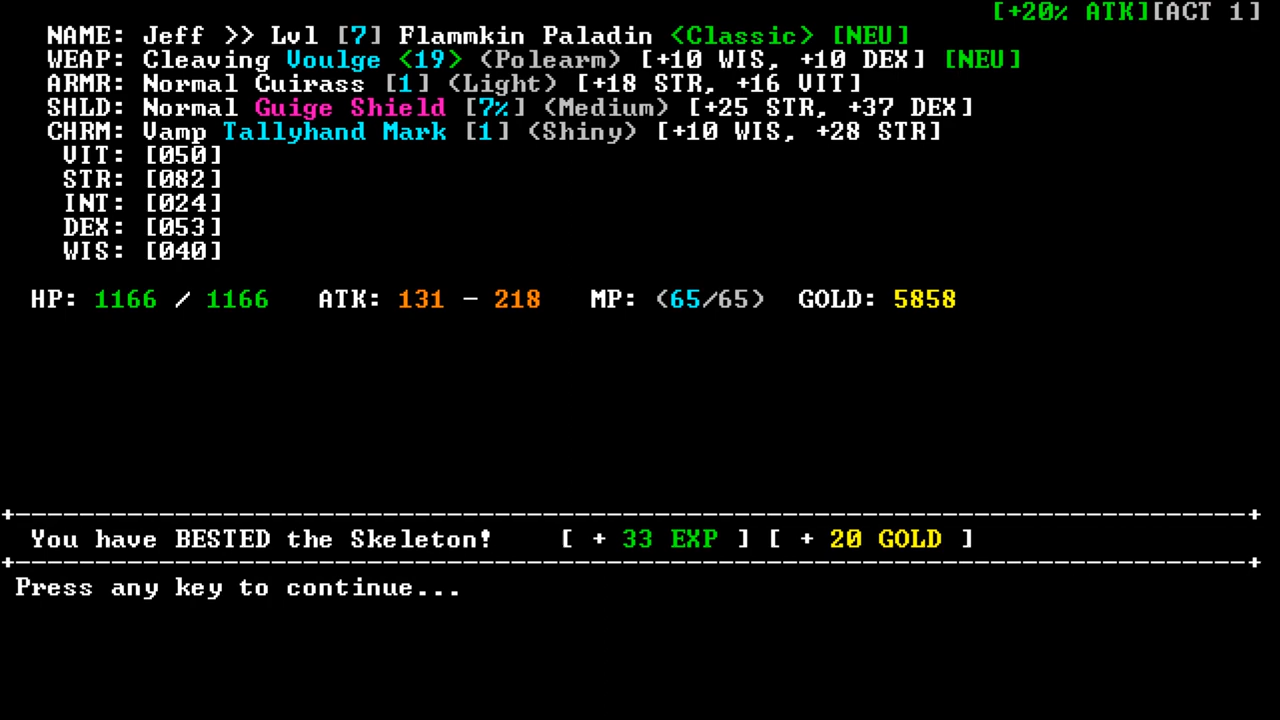 [+20% ATK][ACT 1]
NAME: Jeff >> Lvl [7] Flammkin Paladin <Classic> [NEU]
WEAP: Cleaving Voulge <19> (Polearm) [+10 WIS, +10 DEX] [NEU]
ARMR: Normal Cuirass [1] (Light) [+18 STR, +16 VIT]
SHLD: Normal Guige Shield [7%] (Medium) [+25 STR, +37 DEX]
CHRM: Vamp Tallyhand Mark [1] (Shiny) [+10 WIS, +28 STR]
VIT: [050]
STR: [082]
INT: [024]
DEX: [053]
WIS: [040]
HP: 1166 / 1166 ATK: 131 - 218 MP: (65/65) GOLD: 5858
You have BESTED the Skeleton! [ + 33 EXP ] [ + 20 GOLD ]
Press any key to continue...